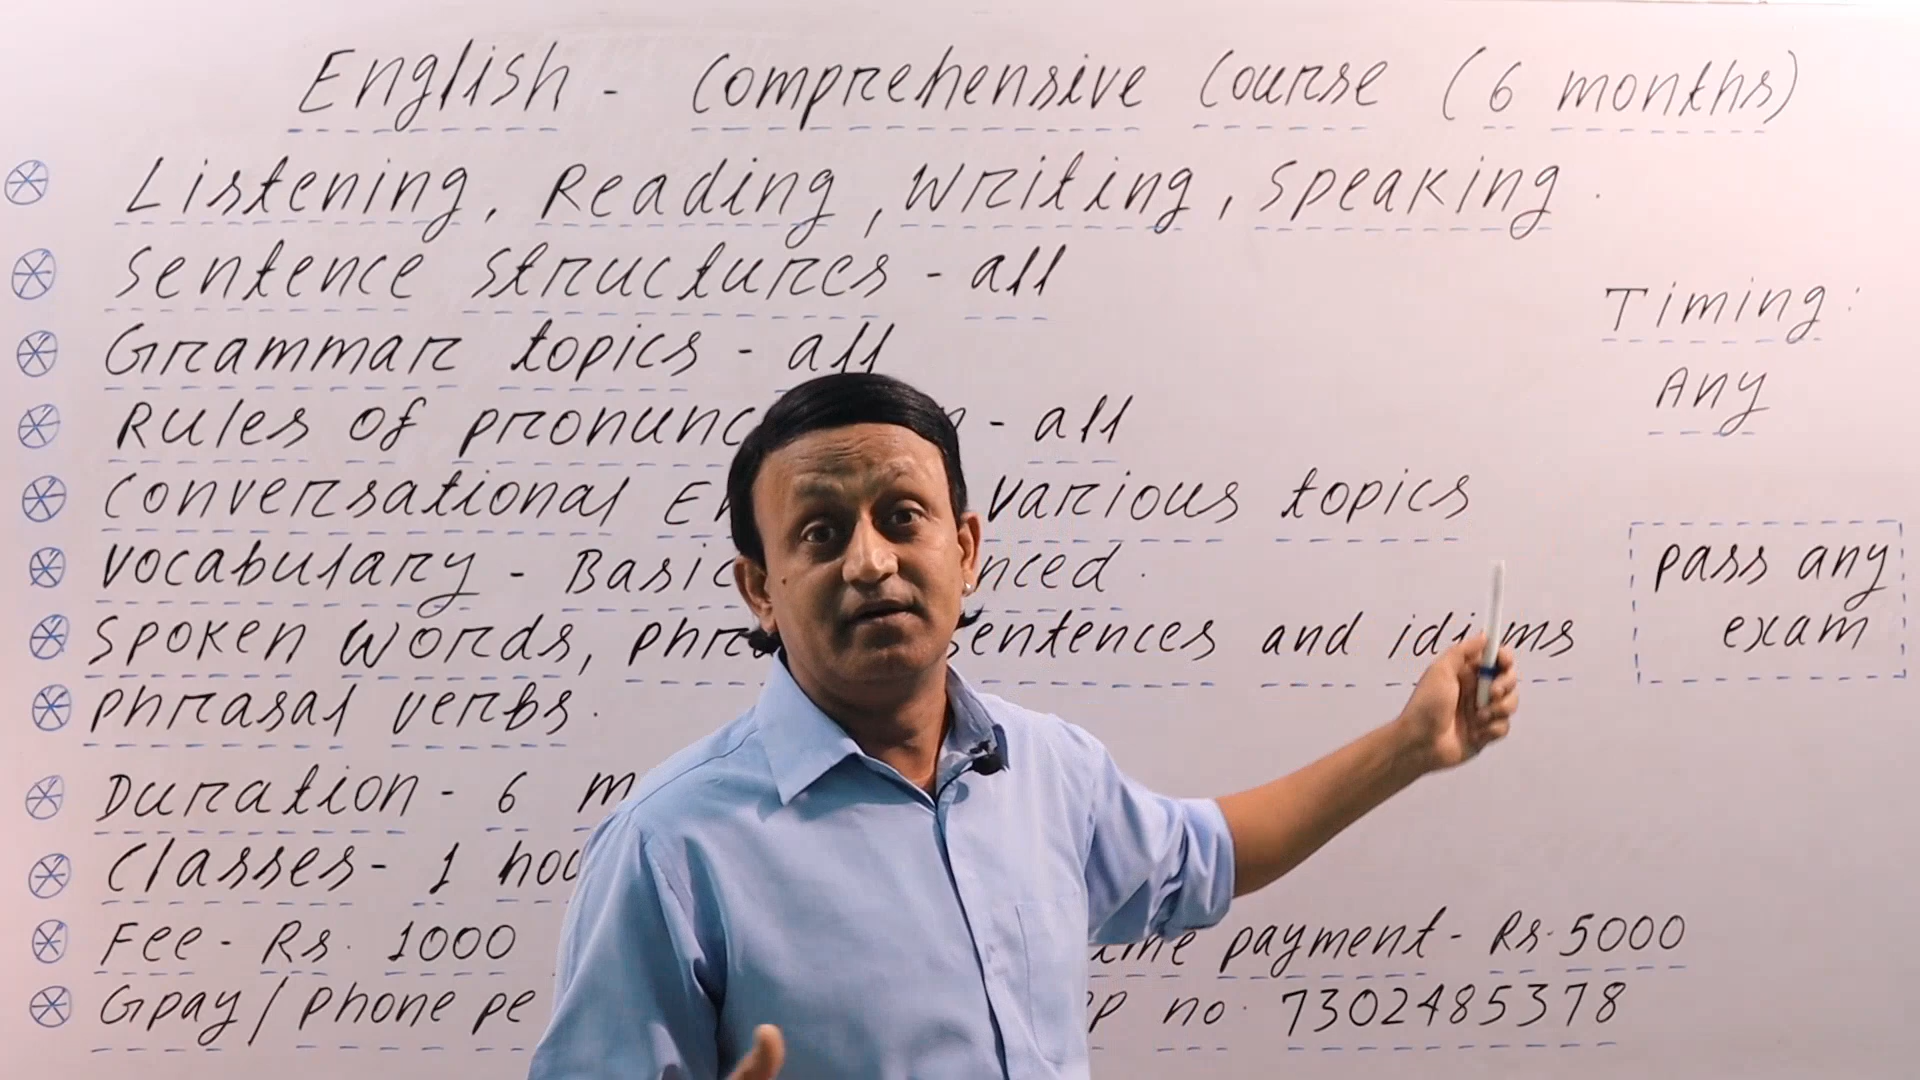 English - Comprehensive Course (6 months)
Listening, Reading, Writing, Speaking.
Sentence structures - all
Grammar topics - all
Rules of - all
Conversational various topics
Vocabulary - Basic
Spoken words, sentences and idioms
Phrasal verbs.
Duration - 6
Classes - 1
Fee - Rs. 1000 payment - Rs. 5000
Gpay / Phone pe no. 7302485378
Timing:
Any
pass any
exam